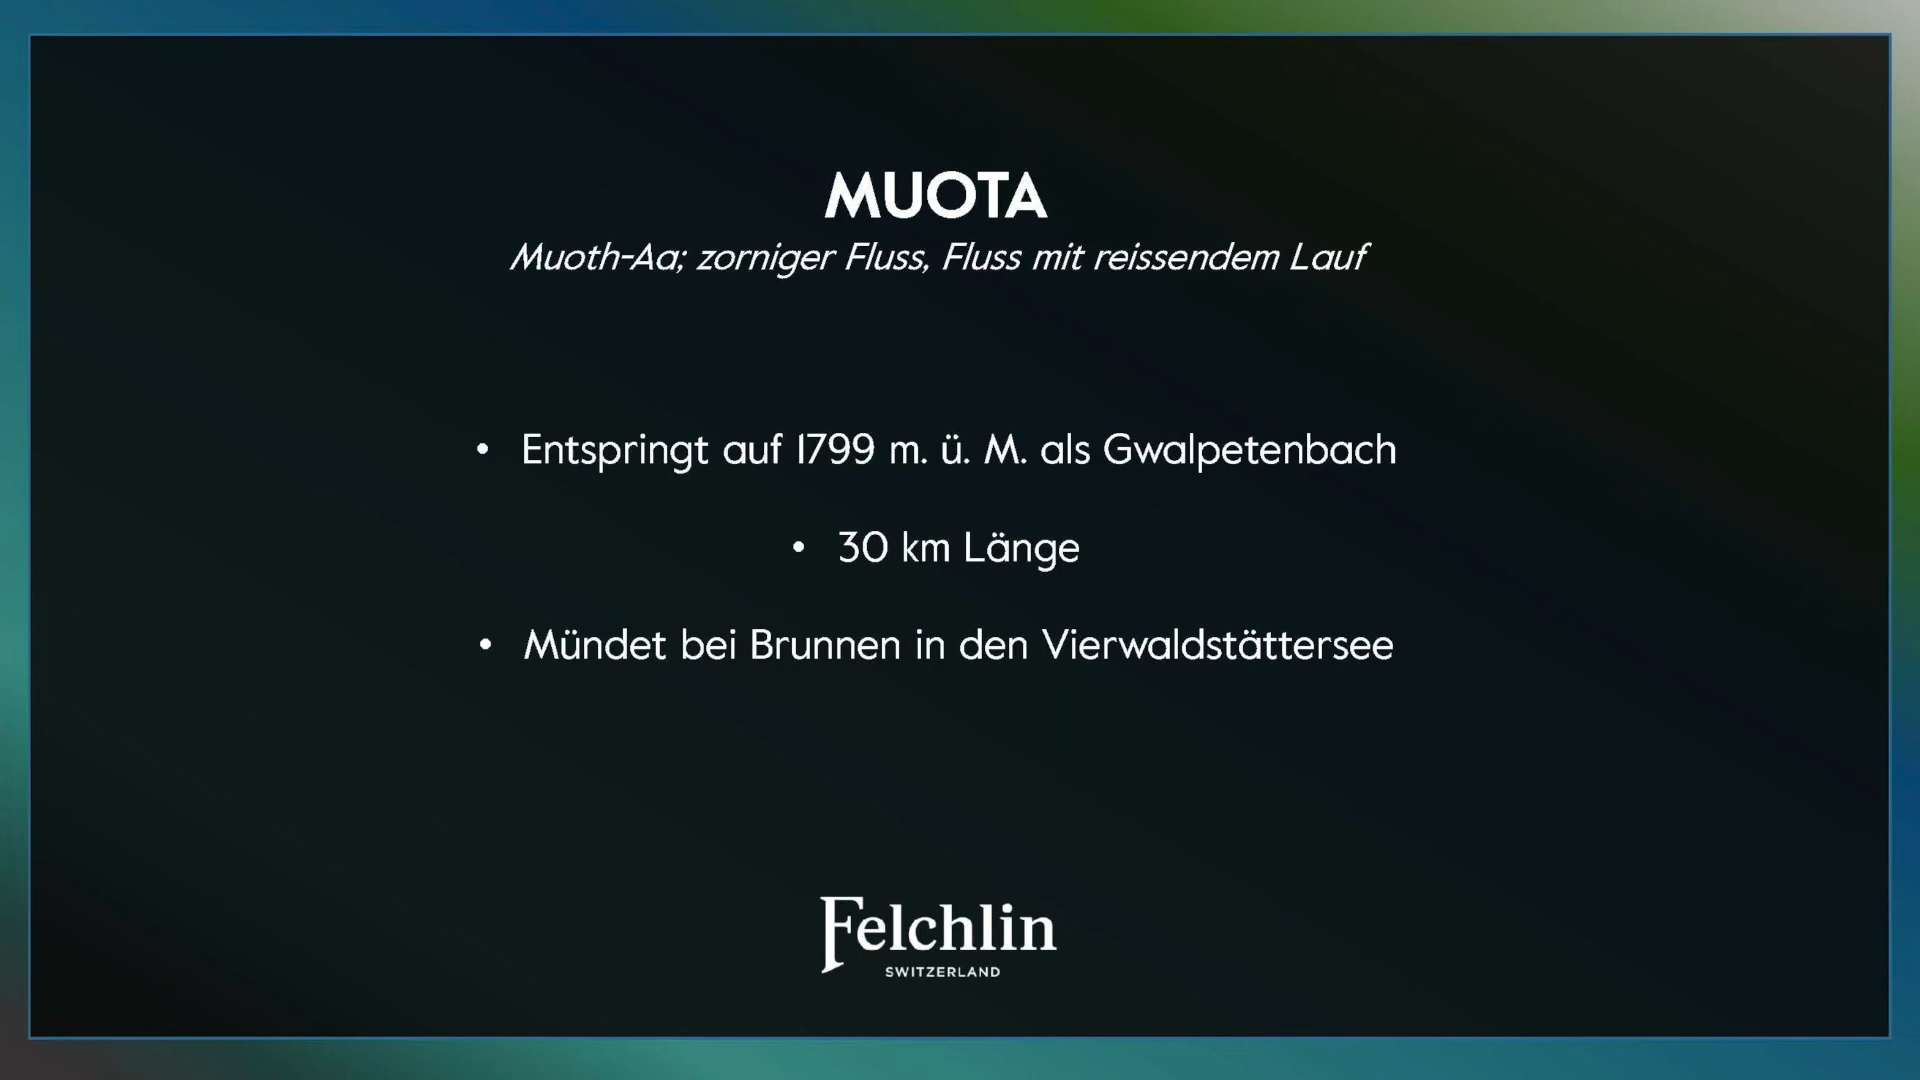 MUOTA
Muoth-Aa; zorniger Fluss, Fluss mit reissendem Lauf
• Entspringt auf 1799 m. ü. M. als Gwalpetenbach
• 30 km Länge
• Mündet bei Brunnen in den Vierwaldstättersee
Felchlin
SWITZERLAND